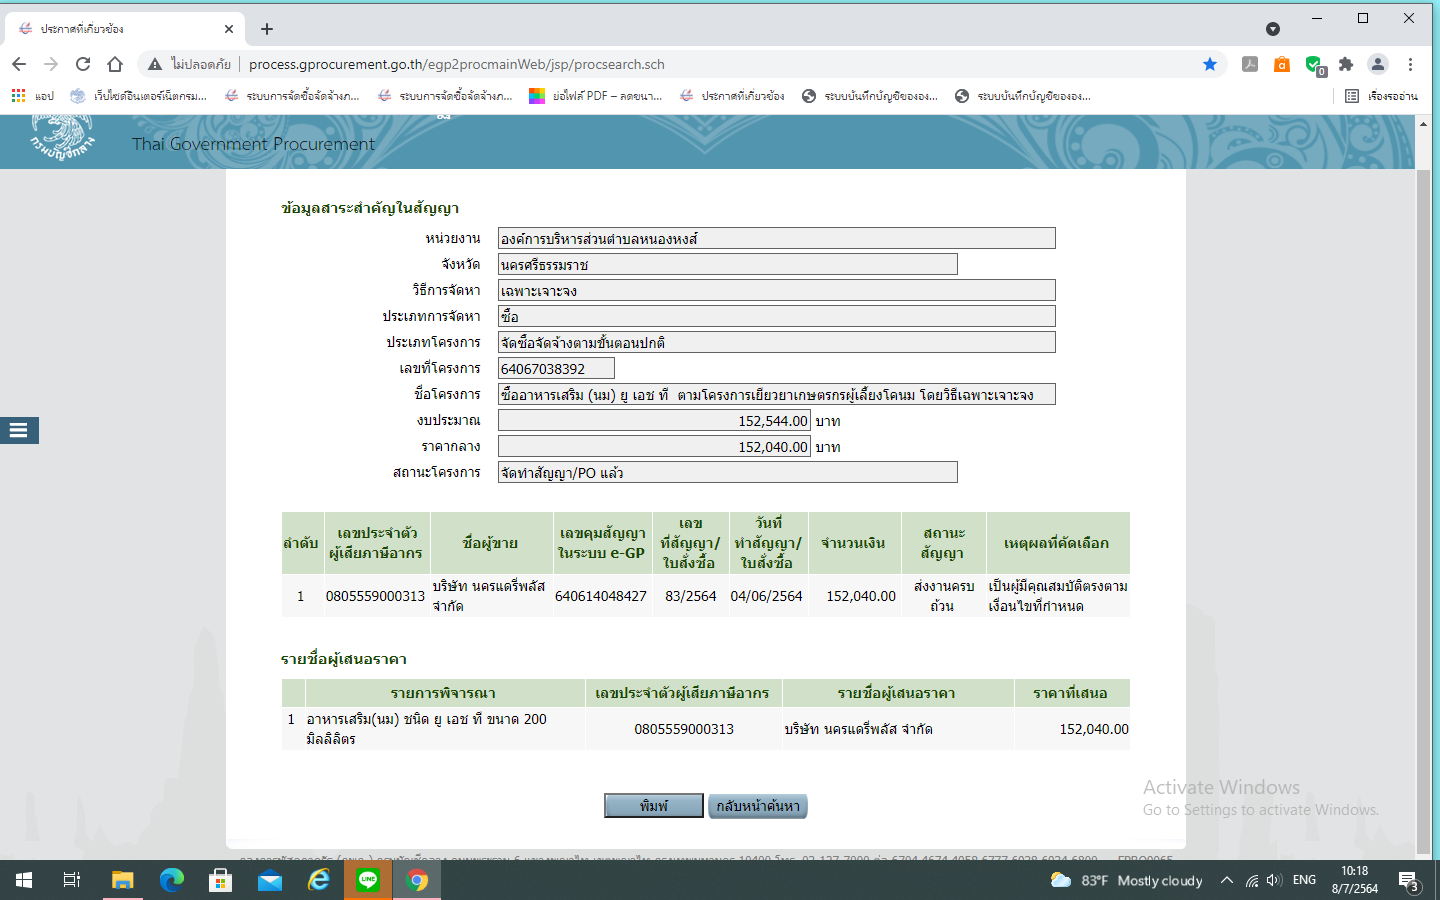 ประกาศที่เกี่ยวข้อง
ไม่ปลอดภัย process.gprocurement.go.th/egp2procmainWeb/jsp/procsearch.sch
แอป เว็บไซต์อินเตอร์เน็ตกรม... ระบบการจัดซื้อจัดจ้างภ... ระบบการจัดซื้อจัดจ้างภ... ย่อไฟล์ PDF – ลดขนา... ประกาศที่เกี่ยวข้อง ระบบบันทึกบัญชีขององ... ระบบบันทึกบัญชีขององ... เรื่องรออ่าน
กรมบัญชีกลาง
Thai Government Procurement
ข้อมูลสาระสำคัญในสัญญา
หน่วยงาน องค์การบริหารส่วนตำบลหนองหงส์
จังหวัด นครศรีธรรมราช
วิธีการจัดหา เฉพาะเจาะจง
ประเภทการจัดหา ซื้อ
ประเภทโครงการ จัดซื้อจัดจ้างตามขั้นตอนปกติ
เลขที่โครงการ 64067038392
ชื่อโครงการ ซื้ออาหารเสริม (นม) ยู เอช ที ตามโครงการเยียวยาเกษตรกรผู้เลี้ยงโคนม โดยวิธีเฉพาะเจาะจง
งบประมาณ 152,544.00 บาท
ราคากลาง 152,040.00 บาท
สถานะโครงการ จัดทำสัญญา/PO แล้ว
ลำดับ เลขประจำตัวผู้เสียภาษีอากร ชื่อผู้ขาย เลขคุมสัญญาในระบบ e-GP เลขที่สัญญา/ใบสั่งซื้อ วันที่ทำสัญญา/ใบสั่งซื้อ จำนวนเงิน สถานะสัญญา เหตุผลที่คัดเลือก
1 0805559000313 บริษัท นครแดรี่พลัส จำกัด 640614048427 83/2564 04/06/2564 152,040.00 ส่งงานครบถ้วน เป็นผู้มีคุณสมบัติตรงตามเงื่อนไขที่กำหนด
รายชื่อผู้เสนอราคา
รายการพิจารณา เลขประจำตัวผู้เสียภาษีอากร รายชื่อผู้เสนอราคา ราคาที่เสนอ
1 อาหารเสริม(นม) ชนิด ยู เอช ที ขนาด 200 มิลลิลิตร 0805559000313 บริษัท นครแดรี่พลัส จำกัด 152,040.00
พิมพ์ กลับหน้าค้นหา
Activate Windows
Go to Settings to activate Windows.
83°F Mostly cloudy ENG 10:18
8/7/2564
3